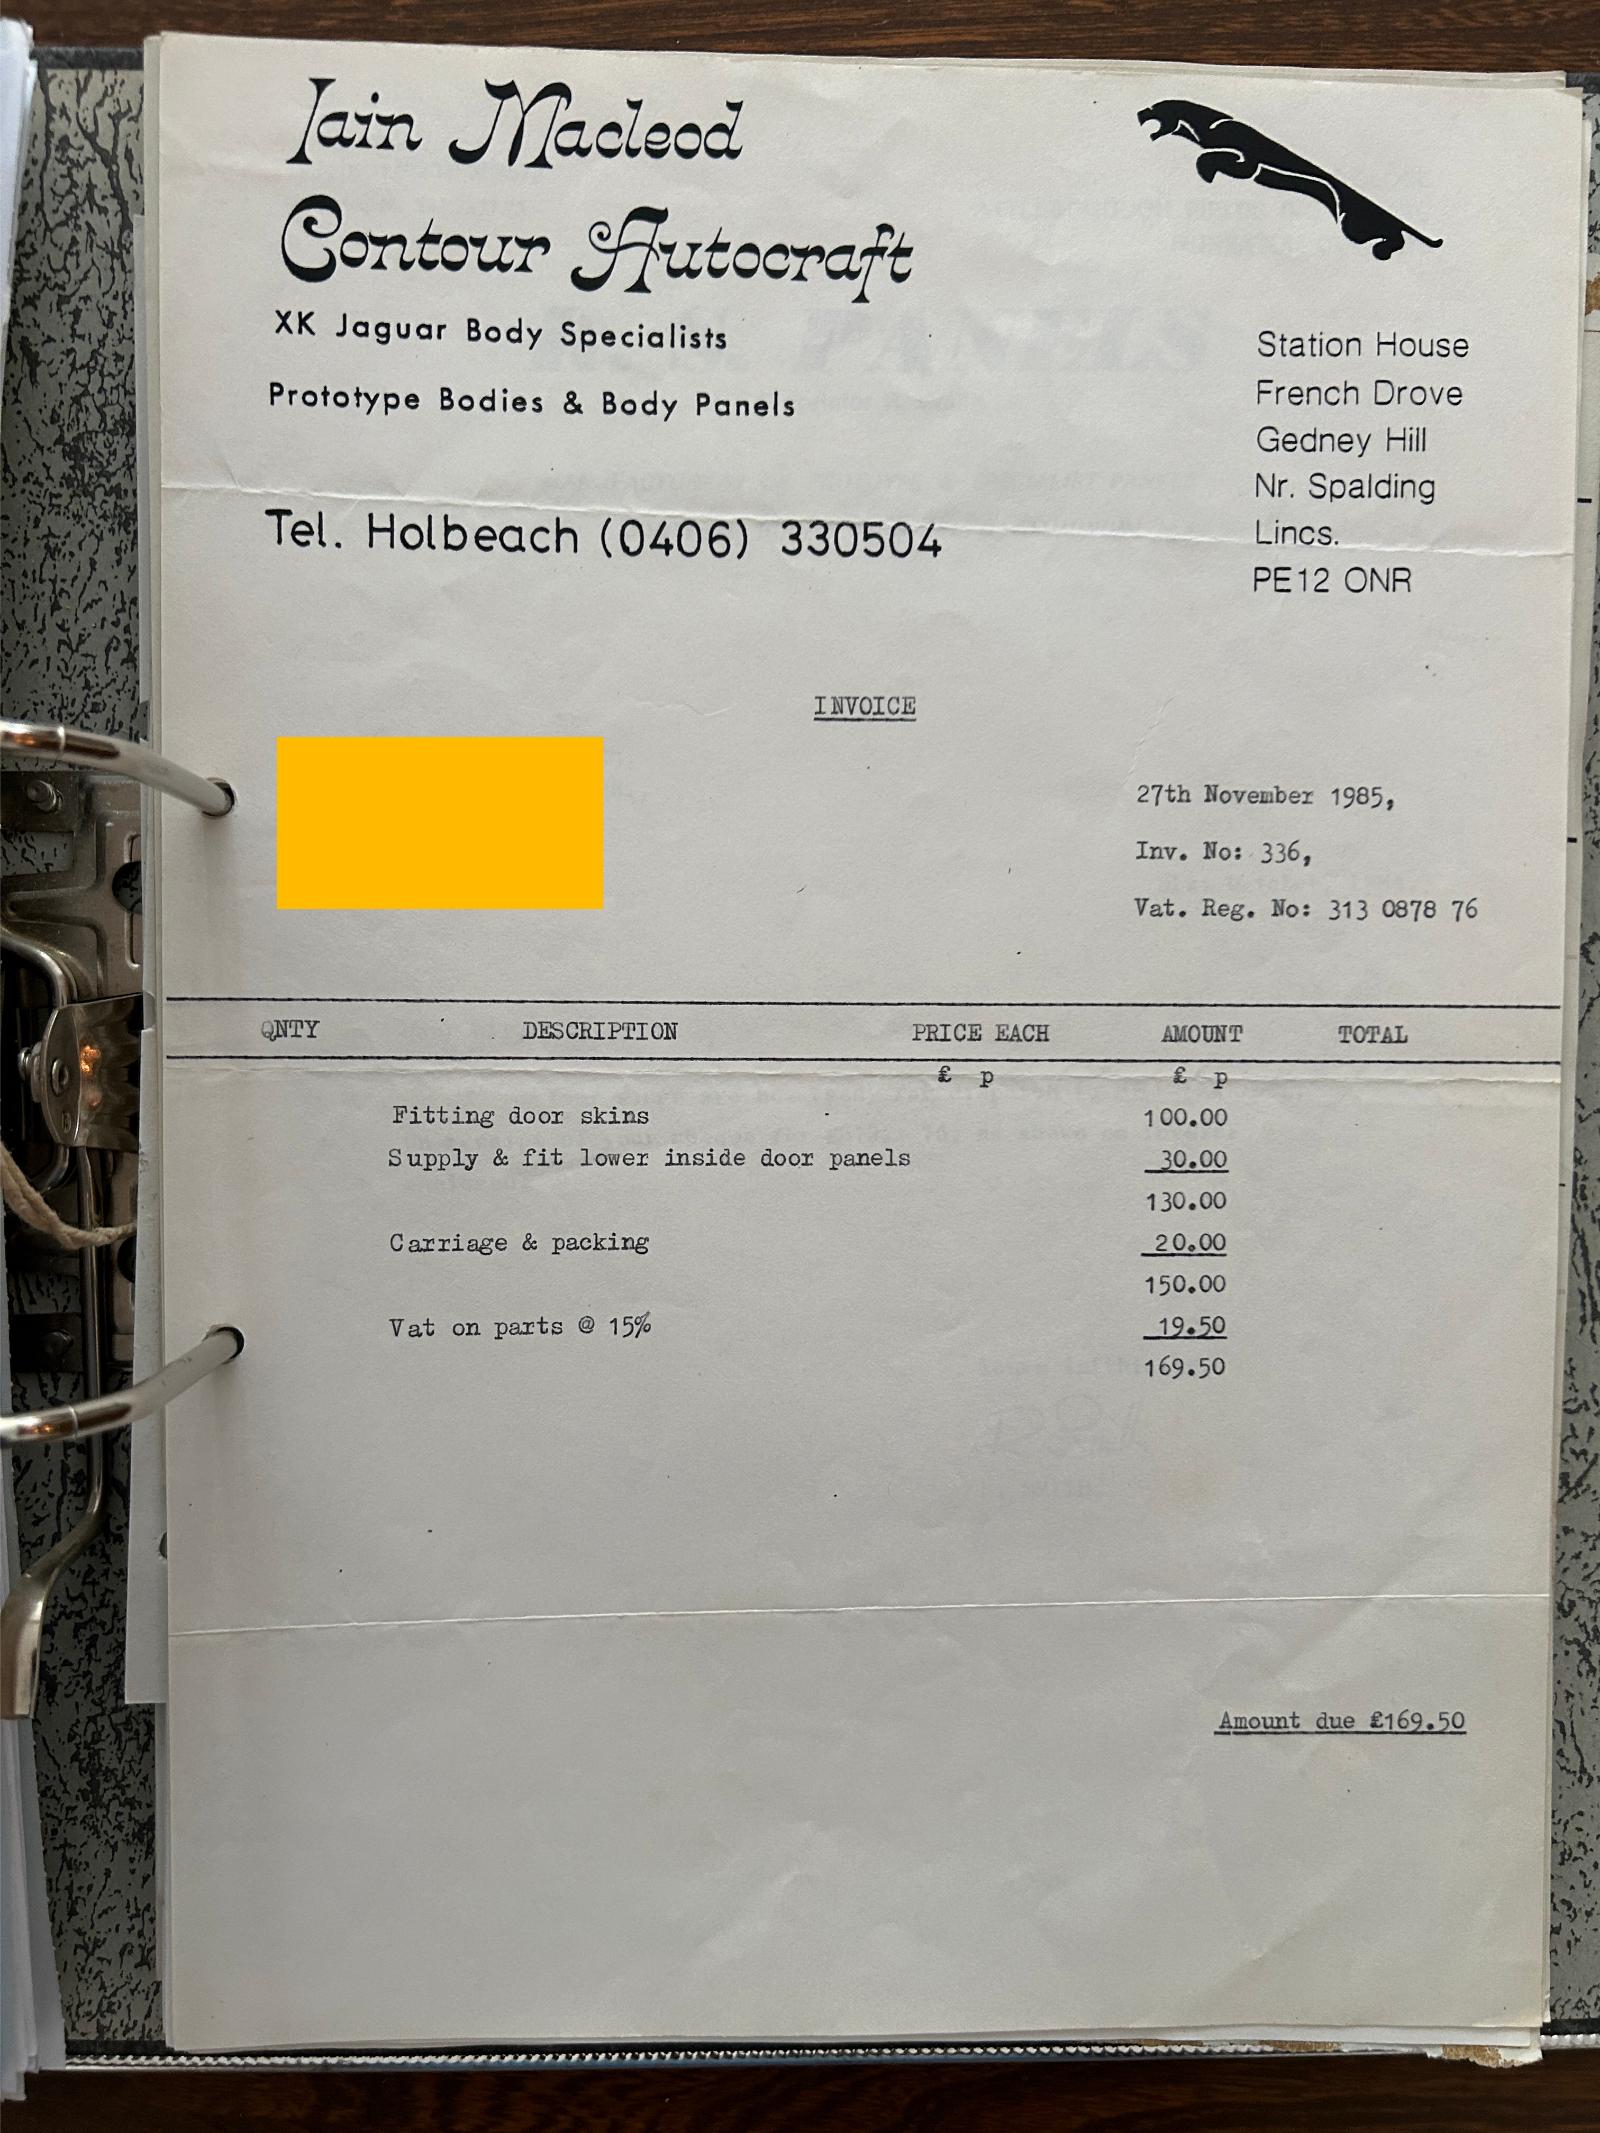 Iain Macleod
Contour Autocraft
XK Jaguar Body Specialists
Prototype Bodies & Body Panels
Tel. Holbeach (0406) 330504
Station House
French Drove
Gedney Hill
Nr. Spalding
Lincs.
PE12 ONR
INVOICE
27th November 1985,
Inv. No: 336,
Vat. Reg. No: 313 0878 76
QNTY DESCRIPTION PRICE EACH AMOUNT TOTAL
£ p £ p
Fitting door skins 100.00
Supply & fit lower inside door panels 30.00
130.00
Carriage & packing 20.00
150.00
Vat on parts @ 15% 19.50
169.50
Amount due £169.50